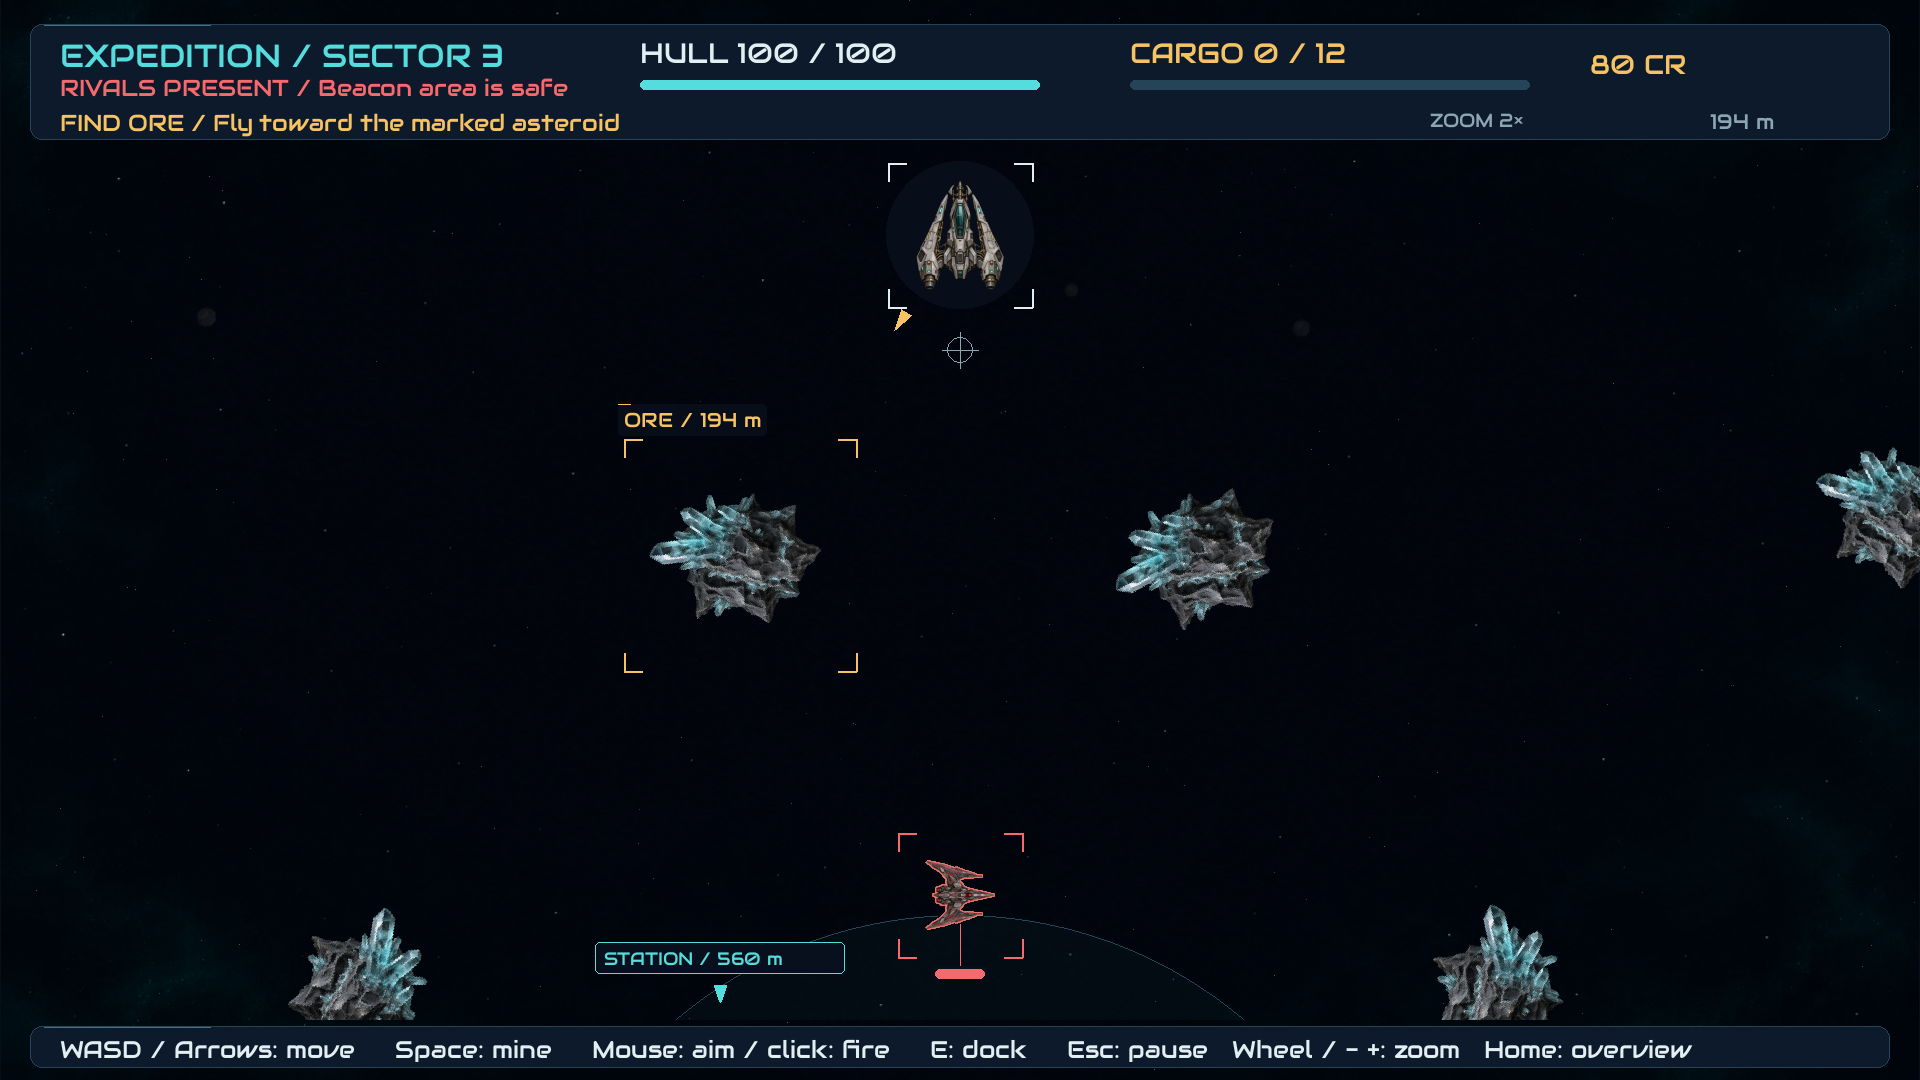 EXPEDITION / SECTOR 3
RIVALS PRESENT / Beacon area is safe
FIND ORE / Fly toward the marked asteroid
HULL 100 / 100
CARGO 0 / 12
80 CR
ZOOM 2×
194 m
ORE / 194 m
STATION / 560 m
WASD / Arrows: move Space: mine Mouse: aim / click: fire E: dock Esc: pause Wheel / - +: zoom Home: overview